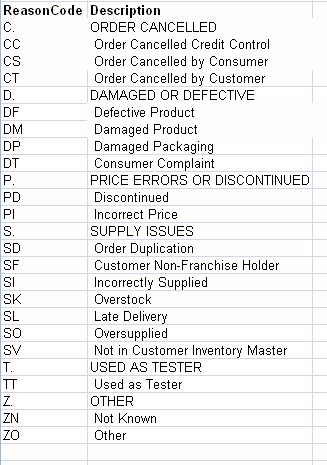 ReasonCode Description
C. ORDER CANCELLED
CC Order Cancelled Credit Control
CS Order Cancelled by Consumer
CT Order Cancelled by Customer
D. DAMAGED OR DEFECTIVE
DF Defective Product
DM Damaged Product
DP Damaged Packaging
DT Consumer Complaint
P. PRICE ERRORS OR DISCONTINUED
PD Discontinued
PI Incorrect Price
S. SUPPLY ISSUES
SD Order Duplication
SF Customer Non-Franchise Holder
SI Incorrectly Supplied
SK Overstock
SL Late Delivery
SO Oversupplied
SV Not in Customer Inventory Master
T. USED AS TESTER
TT Used as Tester
Z. OTHER
ZN Not Known
ZO Other